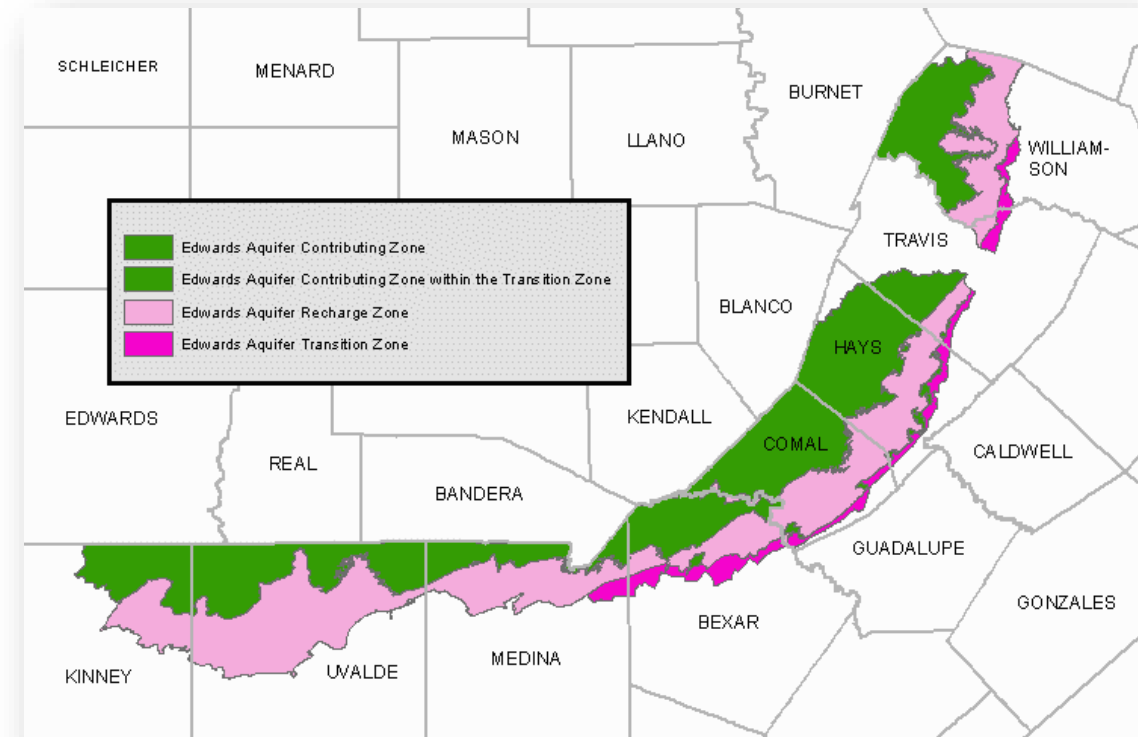 SCHLEICHER
MENARD
BURNET
MASON
LLANO
WILLIAM-
SON
Edwards Aquifer Contributing Zone
Edwards Aquifer Contributing Zone within the Transition Zone
Edwards Aquifer Recharge Zone
Edwards Aquifer Transition Zone
TRAVIS
BLANCO
HAYS
EDWARDS
KENDALL
COMAL
CALDWELL
REAL
BANDERA
GUADALUPE
GONZALES
BEXAR
MEDINA
UVALDE
KINNEY